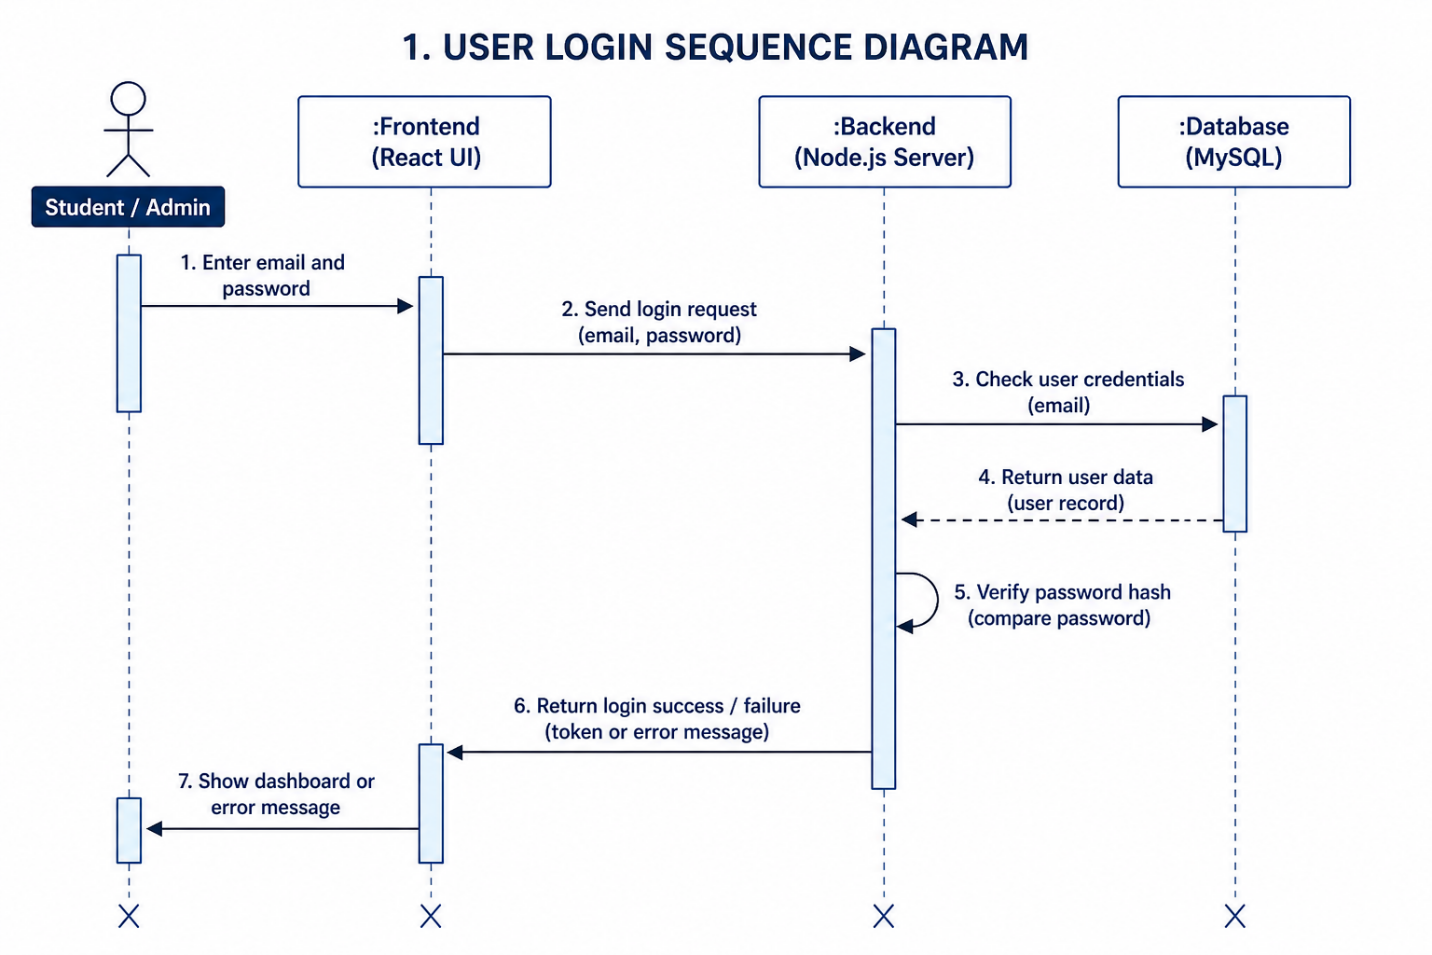 1. USER LOGIN SEQUENCE DIAGRAM
Student / Admin
:Frontend
(React UI)
:Backend
(Node.js Server)
:Database
(MySQL)
1. Enter email and
password
2. Send login request
(email, password)
3. Check user credentials
(email)
4. Return user data
(user record)
5. Verify password hash
(compare password)
6. Return login success / failure
(token or error message)
7. Show dashboard or
error message